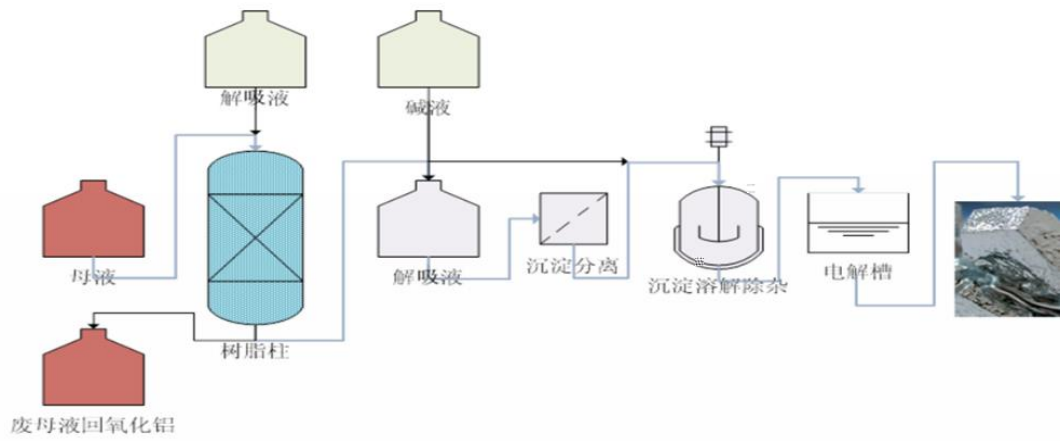 解吸液
碱液
母液
解吸液
沉淀分离
沉淀溶解除杂
电解槽
树脂柱
废母液回氧化铝